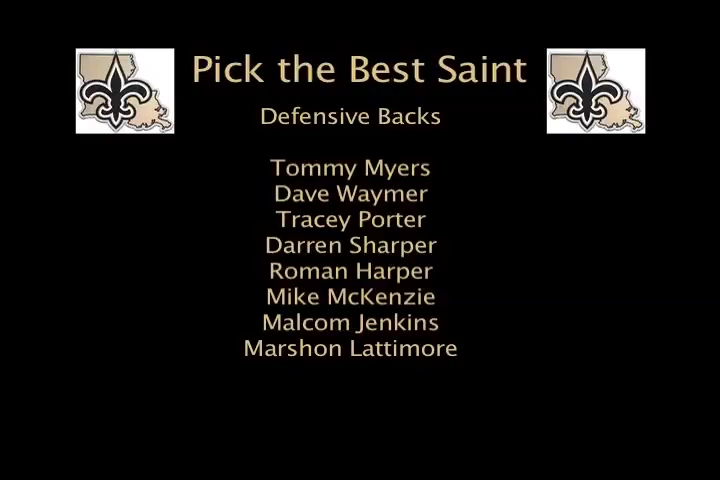 Pick the Best Saint
Defensive Backs
Tommy Myers
Dave Waymer
Tracey Porter
Darren Sharper
Roman Harper
Mike McKenzie
Malcom Jenkins
Marshon Lattimore